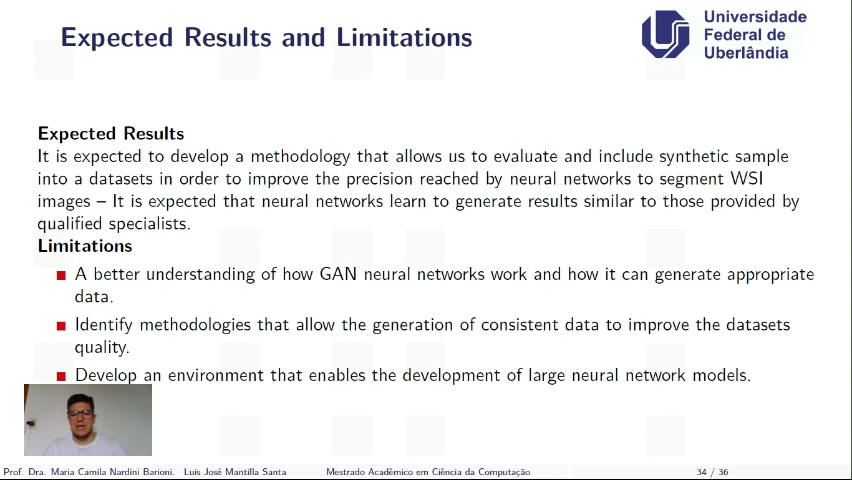 Expected Results and Limitations
Universidade
Federal de
Uberlândia
Expected Results
It is expected to develop a methodology that allows us to evaluate and include synthetic sample
into a datasets in order to improve the precision reached by neural networks to segment WSI
images – It is expected that neural networks learn to generate results similar to those provided by
qualified specialists.
Limitations
A better understanding of how GAN neural networks work and how it can generate appropriate
data.
Identify methodologies that allow the generation of consistent data to improve the datasets
quality.
Develop an environment that enables the development of large neural network models.
Prof. Dra. Maria Camila Nardini Barioni. Luis José Mantilla Santa Mestrado Acadêmico em Ciência da Computação 34 / 36